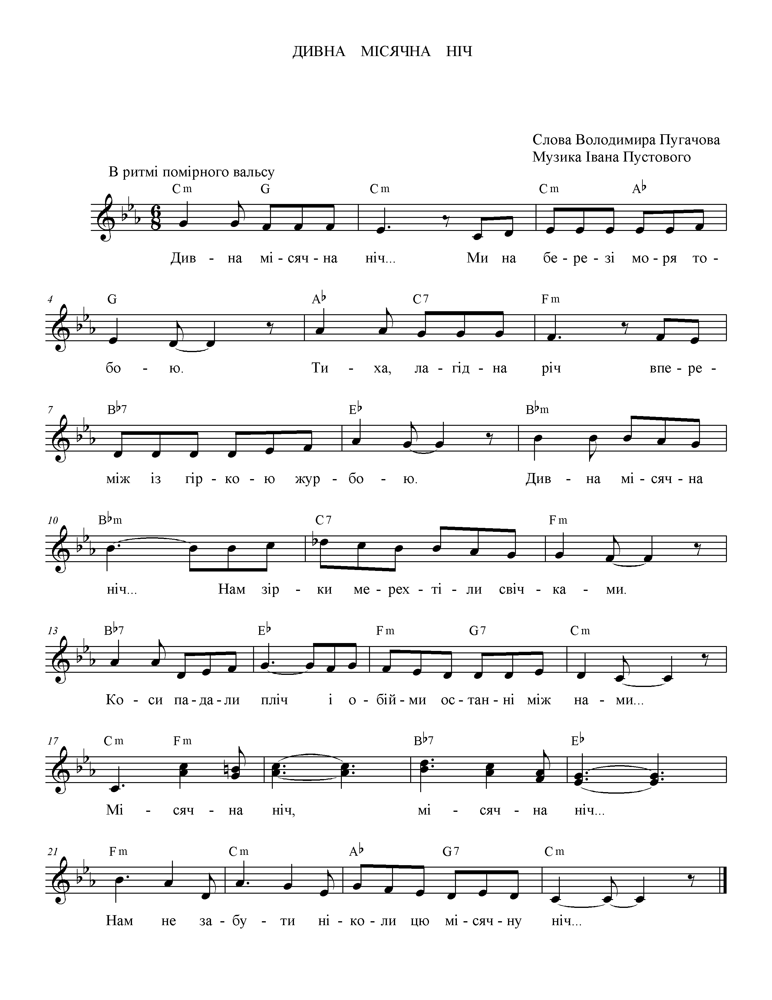 ДИВНА МІСЯЧНА НІЧ
Слова Володимира Пугачова
Музика Івана Пустового
В ритмі помірного вальсу
Cm G Cm Cm A♭
6
8
Див - на мі - сяч - на ніч... Ми на бе - ре - зі мо - ря то -
4 G A♭ C7 Fm
бо - ю. Ти - ха, ла - гід - на річ впе - ре -
7 B♭7 E♭ B♭m
між із гір - ко - ю жур - бо - ю. Див - на мі - сяч - на
10 B♭m C7 Fm
ніч... Нам зір - ки ме - рех - ті - ли свіч - ка - ми.
13 B♭7 E♭ Fm G7 Cm
Ко - си па - да - ли пліч і о - бій - ми ос - тан - ні між на - ми...
17 Cm Fm B♭7 E♭
Мі - сяч - на ніч, мі - сяч - на ніч...
21 Fm Cm A♭ G7 Cm
Нам не за - бу - ти ні - ко - ли цю мі - сяч - ну ніч...